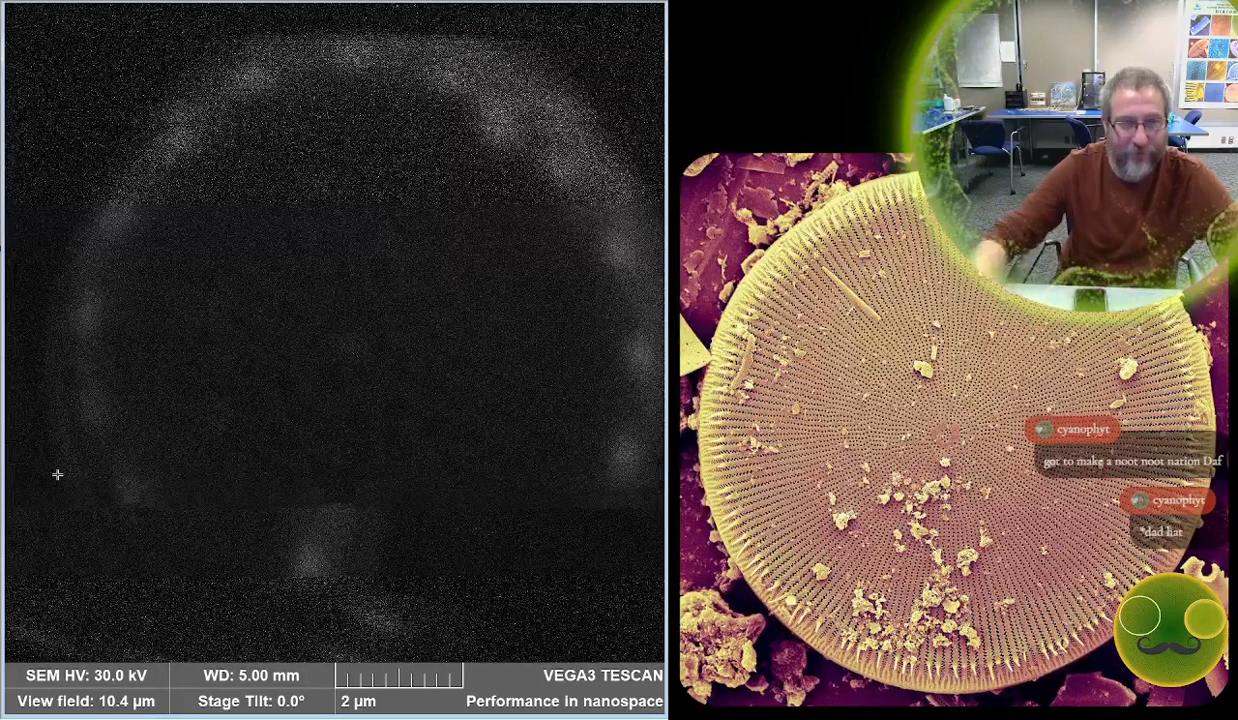 SEM HV: 30.0 kV
WD: 5.00 mm
VEGA3 TESCAN
View field: 10.4 µm
Stage Tilt: 0.0°
2 µm
Performance in nanospace
cyanophyt
got to make a noot noot nation Daf
cyanophyt
*dad hat